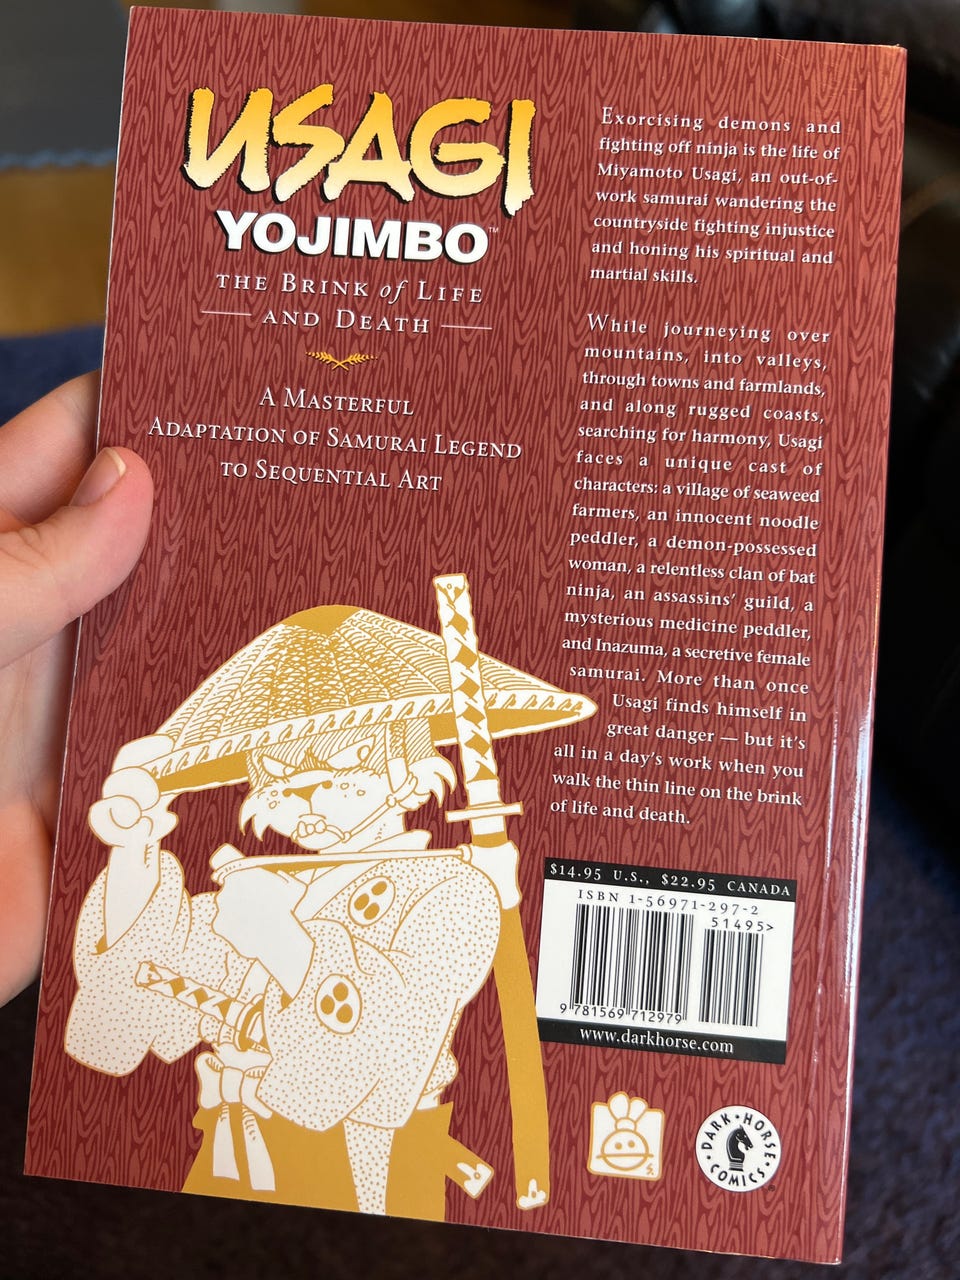 USAGI
YOJIMBO™
THE BRINK of LIFE
AND DEATH
A MASTERFUL
ADAPTATION OF SAMURAI LEGEND
TO SEQUENTIAL ART
Exorcising demons and
fighting off ninja is the life of
Miyamoto Usagi, an out-of-
work samurai wandering the
countryside fighting injustice
and honing his spiritual and
martial skills.
While journeying over
mountains, into valleys,
through towns and farmlands,
and along rugged coasts,
searching for harmony, Usagi
faces a unique cast of
characters: a village of seaweed
farmers, an innocent noodle
peddler, a demon-possessed
woman, a relentless clan of bat
ninja, an assassins' guild, a
mysterious medicine peddler,
and Inazuma, a secretive female
samurai. More than once
Usagi finds himself in
great danger — but it's
all in a day's work when you
walk the thin line on the brink
of life and death.
$14.95 U.S., $22.95 CANADA
ISBN 1-56971-297-2
51495>
9 781569 712979
www.darkhorse.com
DARK • HORSE • COMICS •